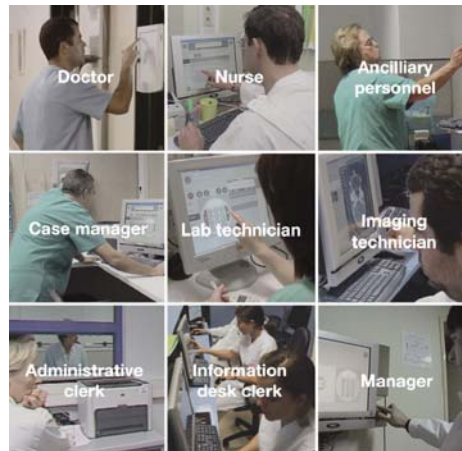 Doctor
Nurse
Ancilliary
personnel
Case manager
Lab technician
Imaging
technician
Administrative
clerk
Information
desk clerk
Manager